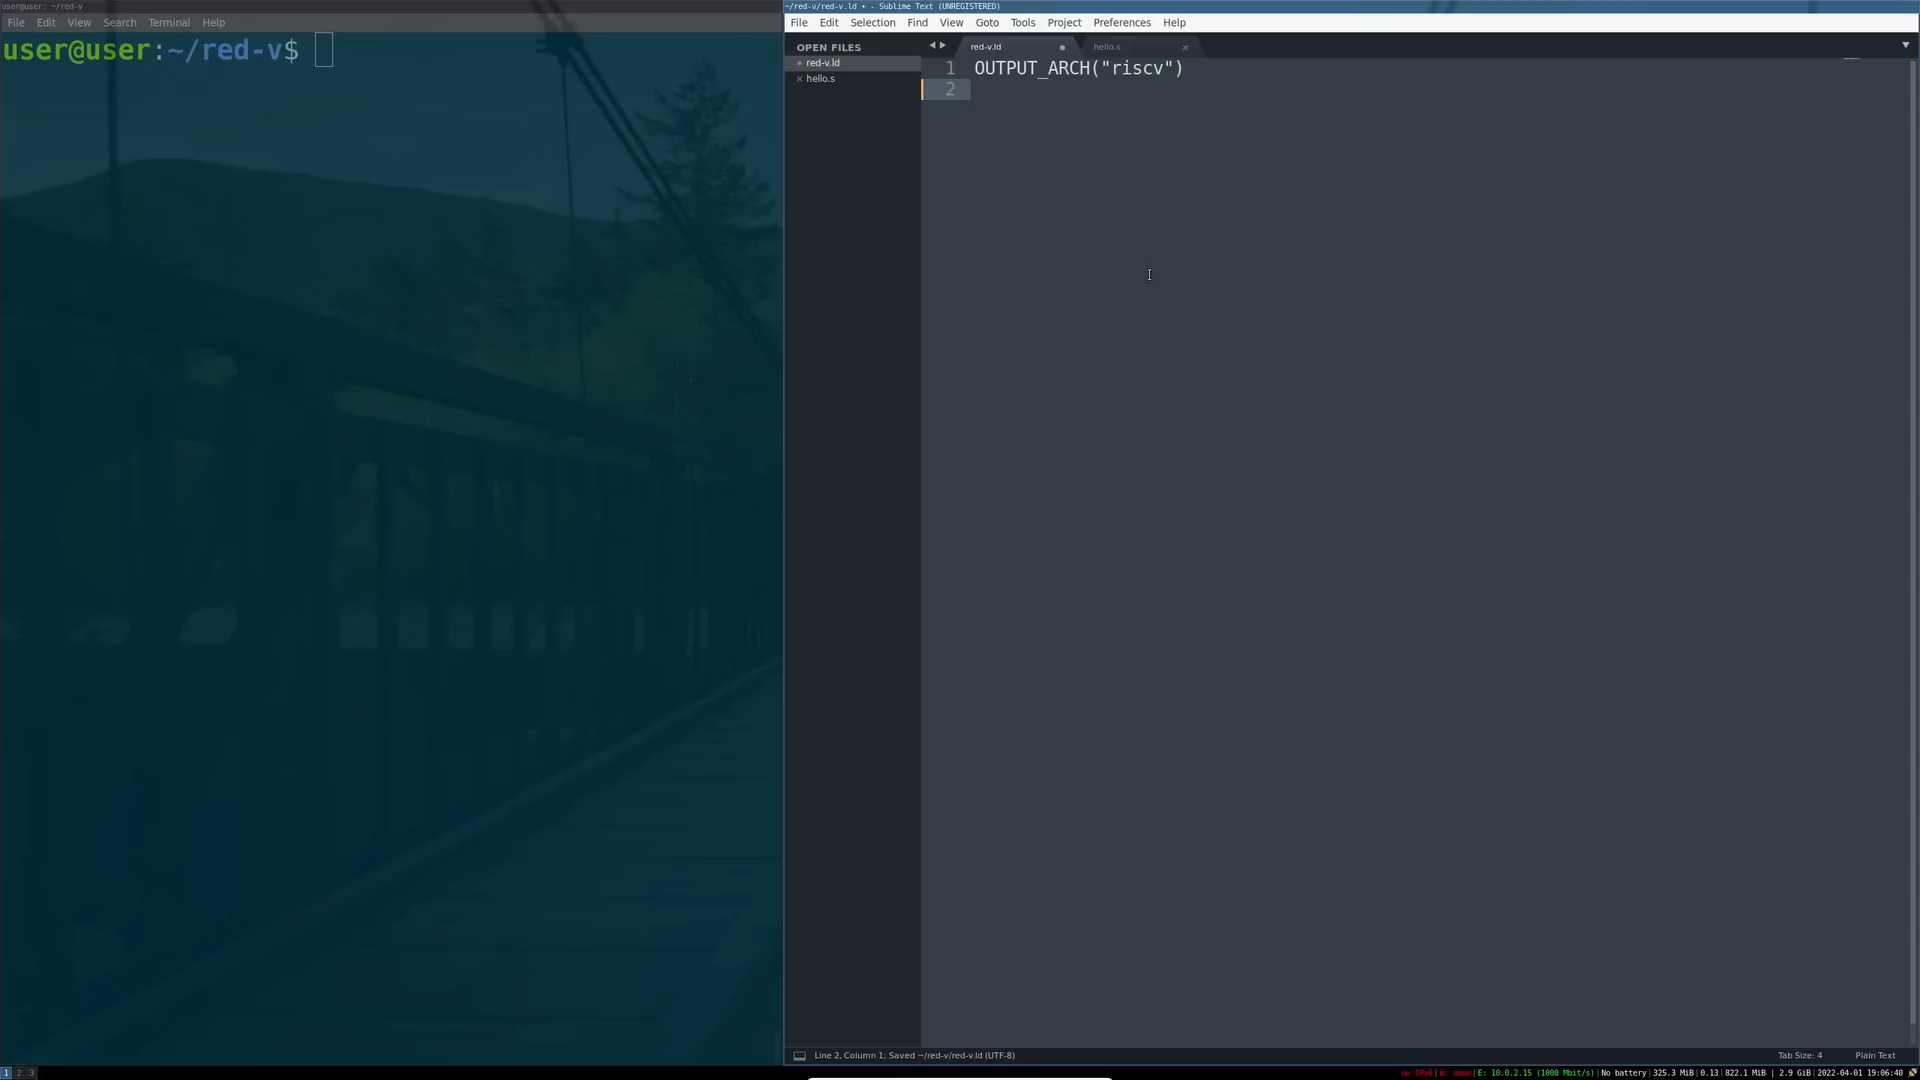 user@user: ~/red-v
File Edit View Search Terminal Help
user@user:~/red-v$
~/red-v/red-v.ld • - Sublime Text (UNREGISTERED)
File Edit Selection Find View Goto Tools Project Preferences Help
OPEN FILES
red-v.ld
hello.s
red-v.ld
hello.s
1 OUTPUT_ARCH("riscv")
2
Line 2, Column 1; Saved ~/red-v/red-v.ld (UTF-8)
Tab Size: 4
Plain Text
1 2 3
no IPv6|W: down|E: 10.0.2.15 (1000 Mbit/s)|No battery|325.3 MiB|0.13|822.1 MiB | 2.9 GiB|2022-04-01 19:06:40